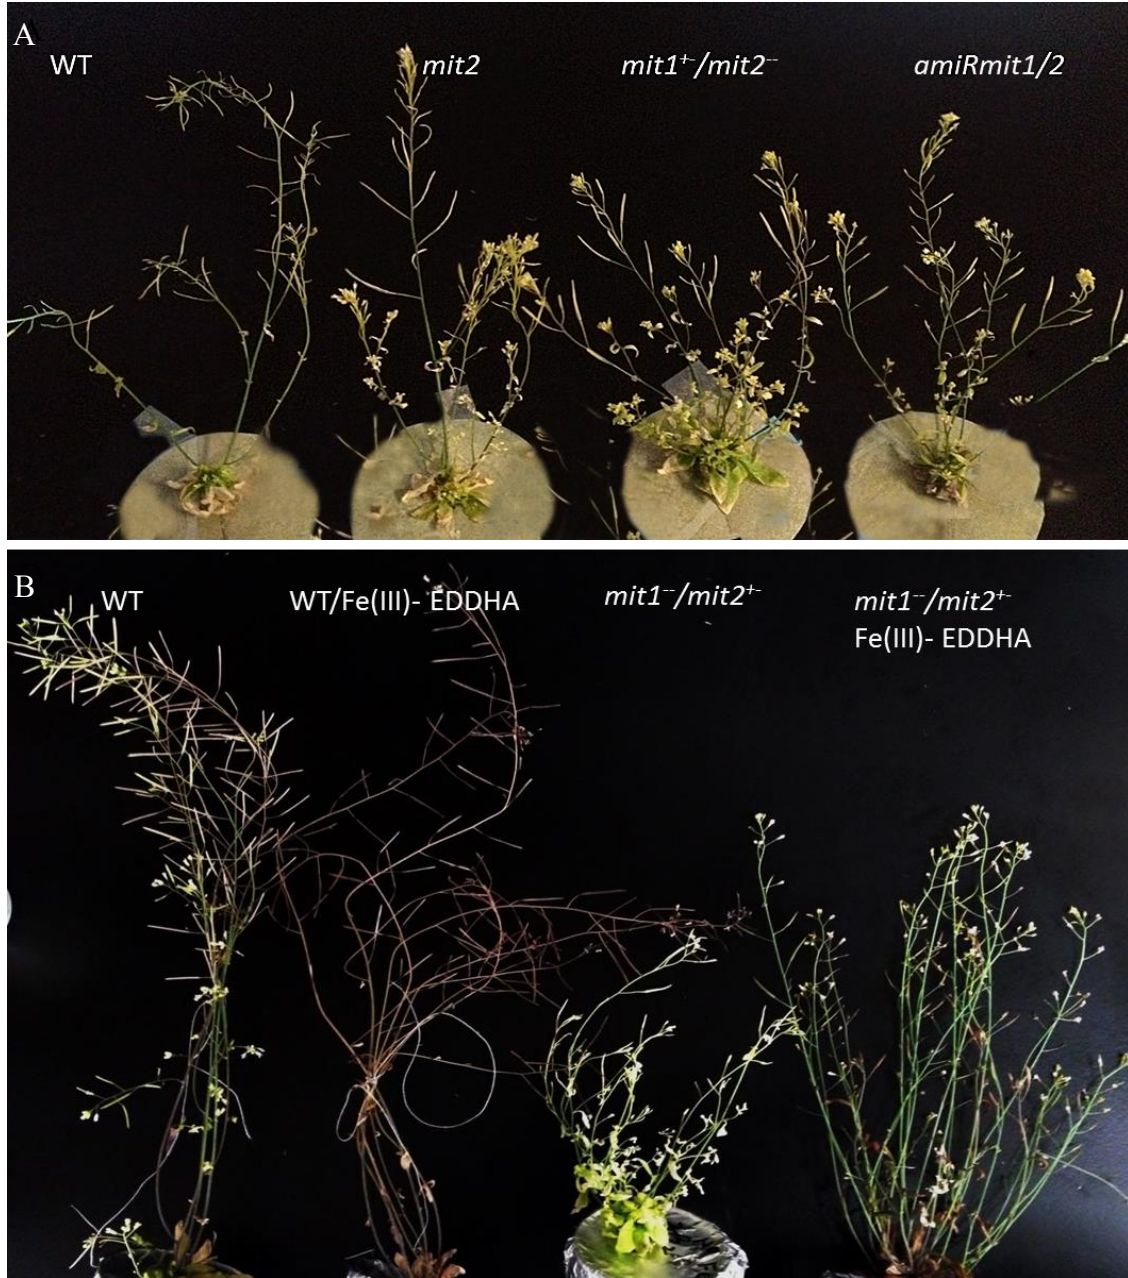 A
WT
mit2
mit1⁺⁻/mit2⁻⁻
amiRmit1/2
B
WT
WT/Fe(III)- EDDHA
mit1⁻⁻/mit2⁺⁻
mit1⁻⁻/mit2⁺⁻
Fe(III)- EDDHA